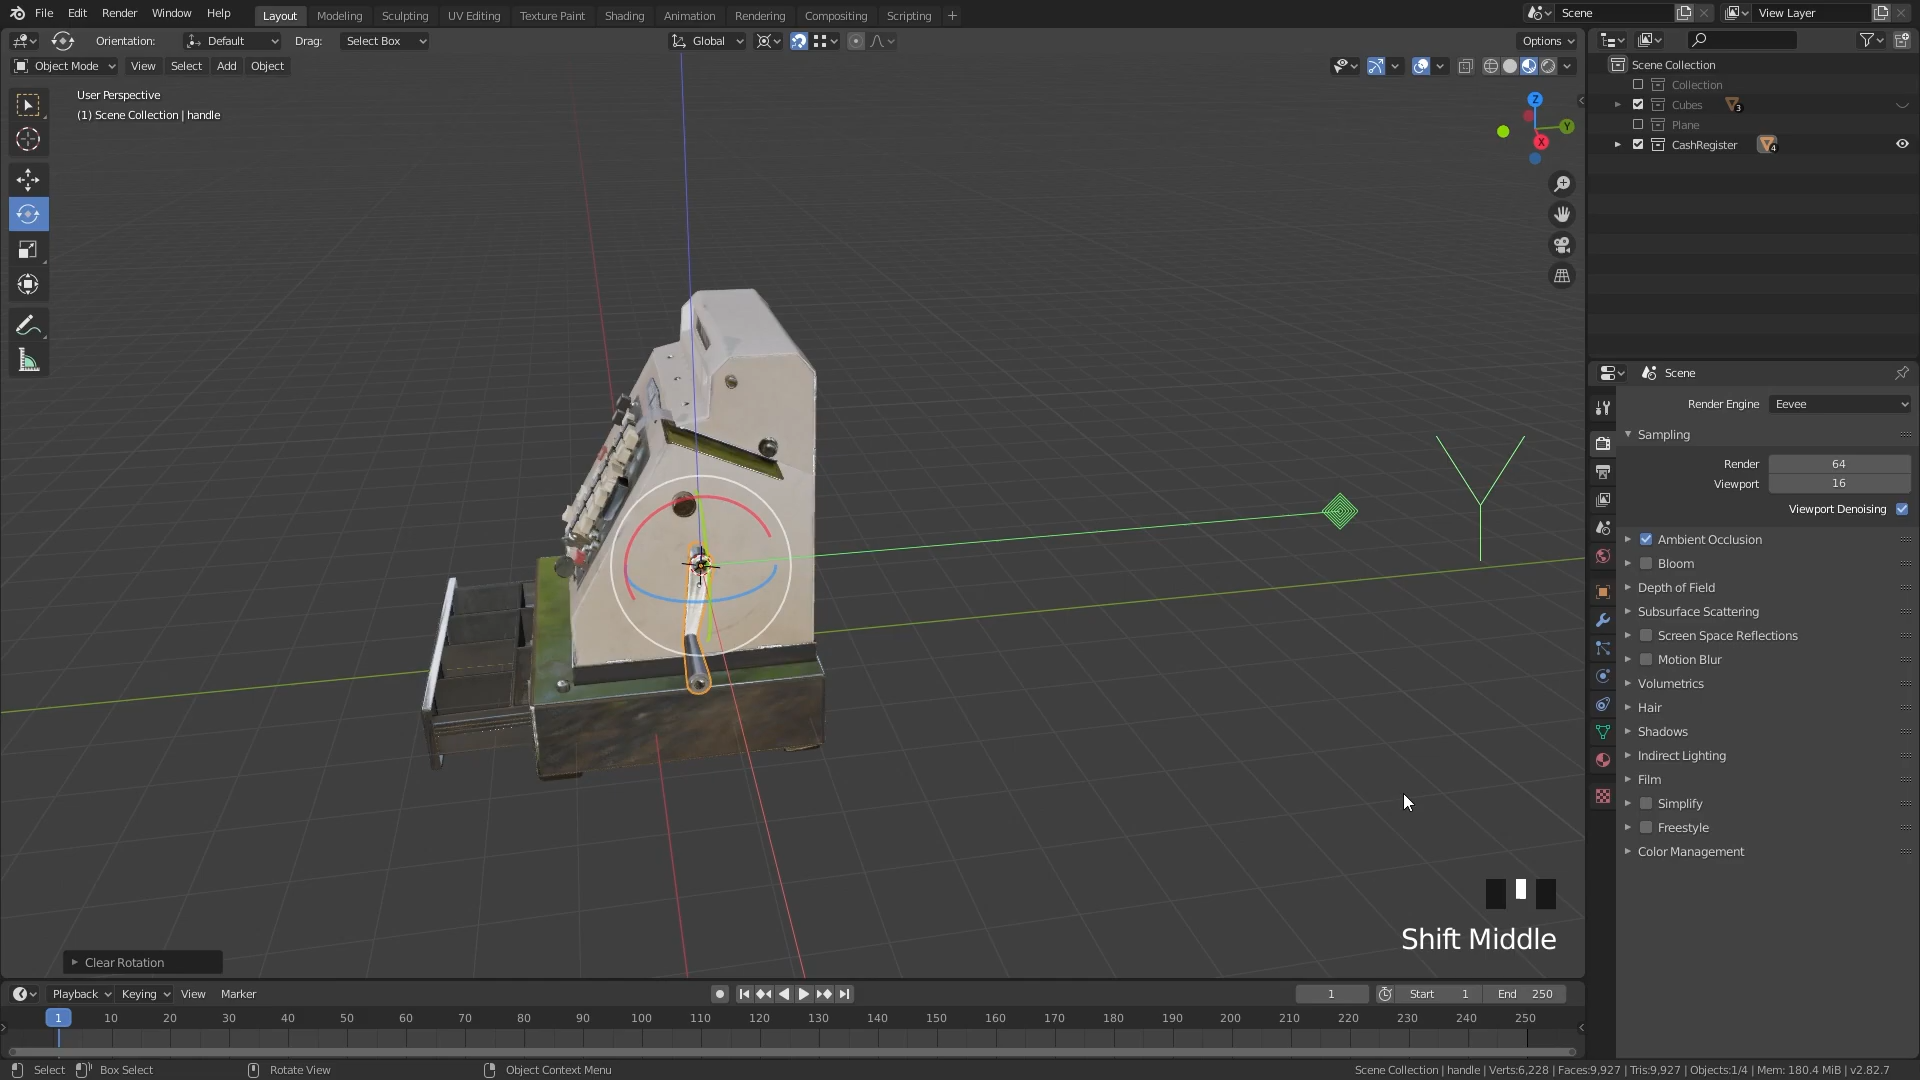 File Edit Render Window Help Layout Modeling Sculpting UV Editing Texture Paint Shading Animation Rendering Compositing Scripting + Scene View Layer
Orientation: Default Drag: Select Box Global Options
Object Mode View Select Add Object
User Perspective
(1) Scene Collection | handle
Z
Y
X
Scene Collection
Collection
Cubes 3
Plane
CashRegister 4
Scene
Render Engine Eevee
Sampling
Render 64
Viewport 16
Viewport Denoising
Ambient Occlusion
Bloom
Depth of Field
Subsurface Scattering
Screen Space Reflections
Motion Blur
Volumetrics
Hair
Shadows
Indirect Lighting
Film
Simplify
Freestyle
Color Management
Shift Middle
Clear Rotation
Playback Keying View Marker 1 Start 1 End 250
1 10 20 30 40 50 60 70 80 90 100 110 120 130 140 150 160 170 180 190 200 210 220 230 240 250
Select Box Select Rotate View Object Context Menu Scene Collection | handle | Verts:6,228 | Faces:9,927 | Tris:9,927 | Objects:1/4 | Mem: 180.4 MiB | v2.82.7